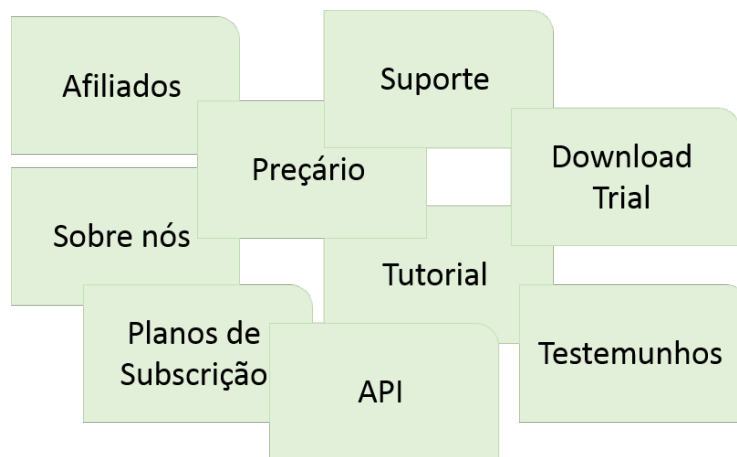 Afiliados
Suporte
Preçário
Download
Trial
Sobre nós
Tutorial
Planos de
Subscrição
Testemunhos
API